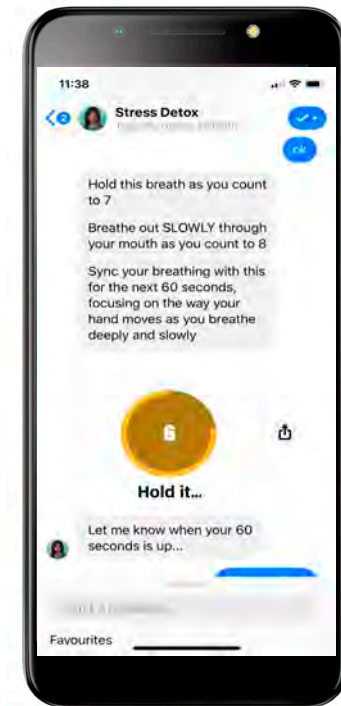 11:38
2
Stress Detox
ok
Hold this breath as you count
to 7
Breathe out SLOWLY through
your mouth as you count to 8
Sync your breathing with this
for the next 60 seconds,
focusing on the way your
hand moves as you breathe
deeply and slowly
6
Hold it...
Let me know when your 60
seconds is up...
Favourites